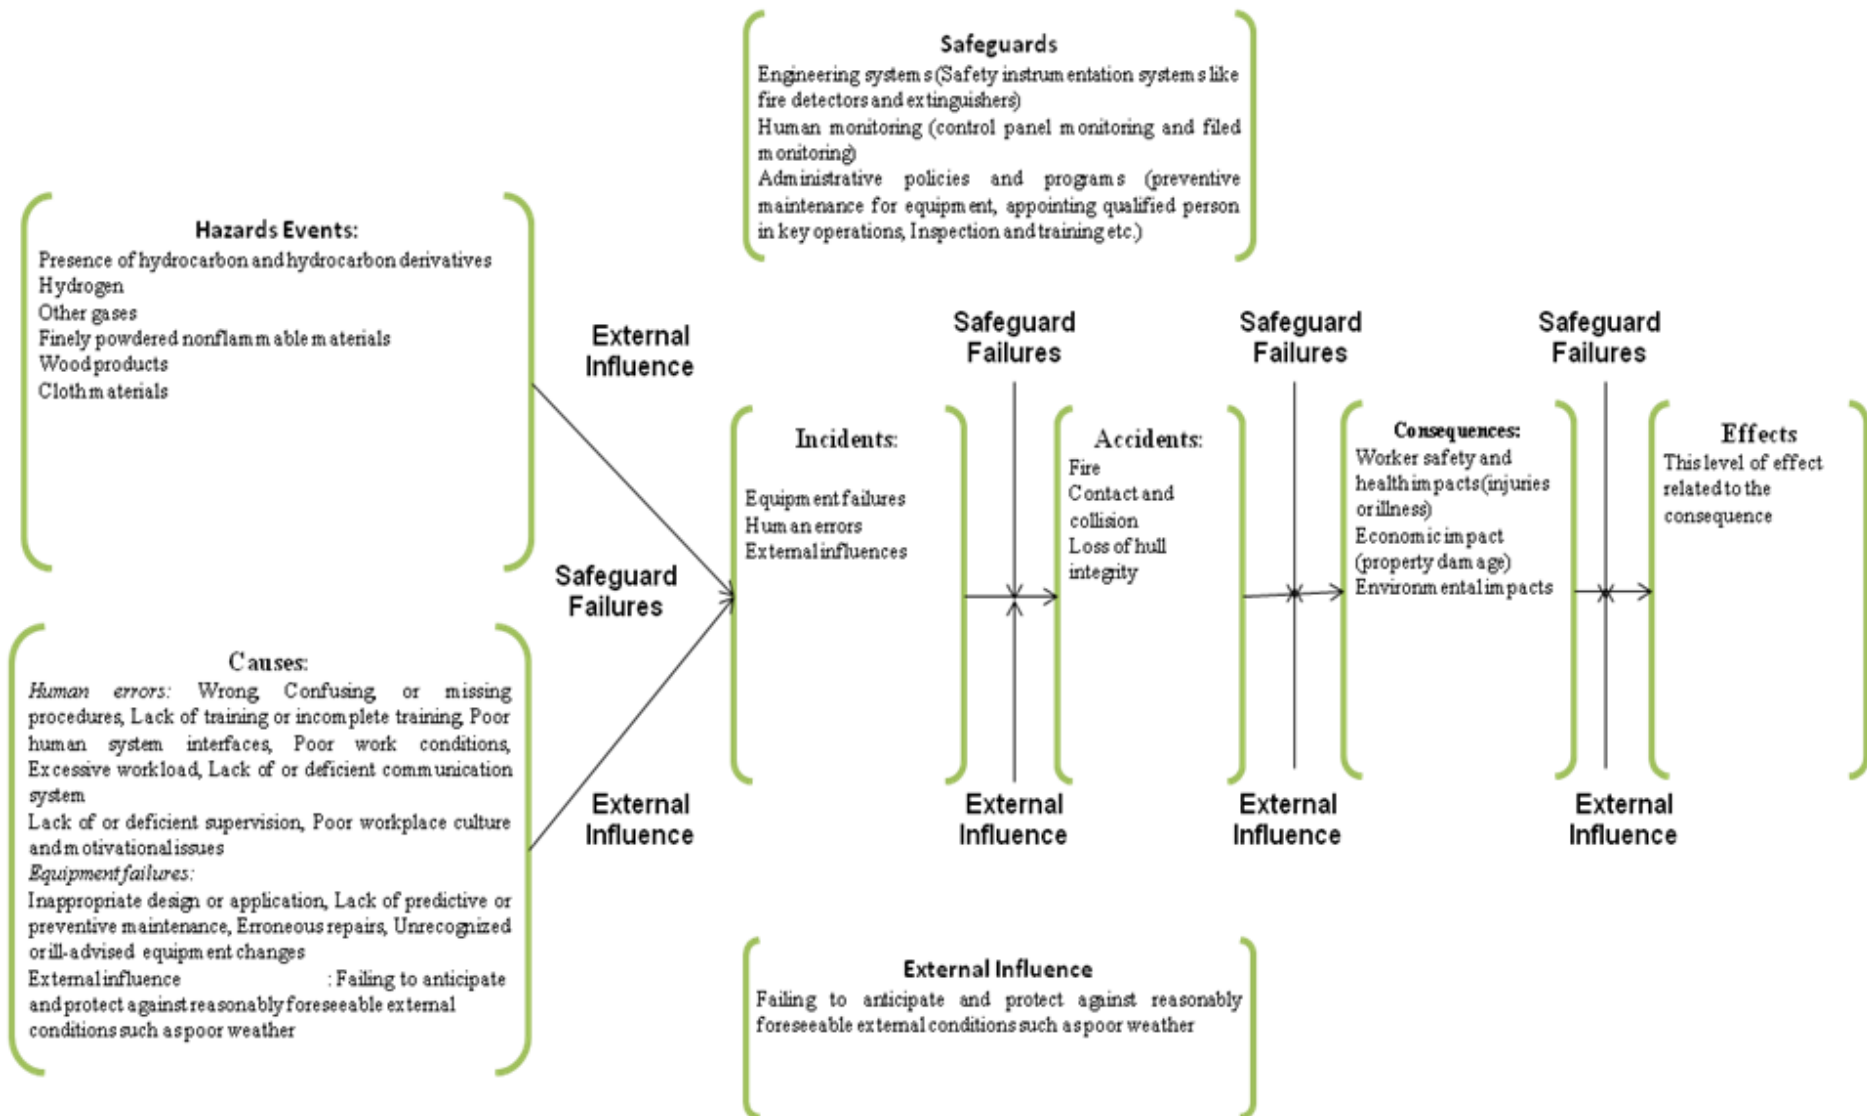 Safeguards
Engineering systems (Safety instrumentation systems like
fire detectors and extinguishers)
Human monitoring (control panel monitoring and filed
monitoring)
Administrative policies and programs (preventive
maintenance for equipment, appointing qualified person
in key operations, Inspection and training etc.)
Hazards Events:
Presence of hydrocarbon and hydrocarbon derivatives
Hydrogen
Other gases
Finely powdered nonflammable materials
Wood products
Cloth materials
External
Influence
Safeguard
Failures
Safeguard
Failures
Safeguard
Failures
Incidents:
Equipment failures
Human errors
External influences
Accidents:
Fire
Contact and
collision
Loss of hull
integrity
Consequences:
Worker safety and
health impacts (injuries
or illness)
Economic impact
(property damage)
Environmental impacts
Effects
This level of effect
related to the
consequence
Safeguard
Failures
Causes:
Human errors: Wrong, Confusing, or missing
procedures, Lack of training or incomplete training, Poor
human system interfaces, Poor work conditions,
Excessive workload, Lack of or deficient communication
system
Lack of or deficient supervision, Poor workplace culture
and motivational issues
Equipment failures:
Inappropriate design or application, Lack of predictive or
preventive maintenance, Erroneous repairs, Unrecognized
or ill-advised equipment changes
External influence : Failing to anticipate
and protect against reasonably foreseeable external
conditions such as poor weather
External
Influence
External
Influence
External
Influence
External
Influence
External Influence
Failing to anticipate and protect against reasonably
foreseeable external conditions such as poor weather